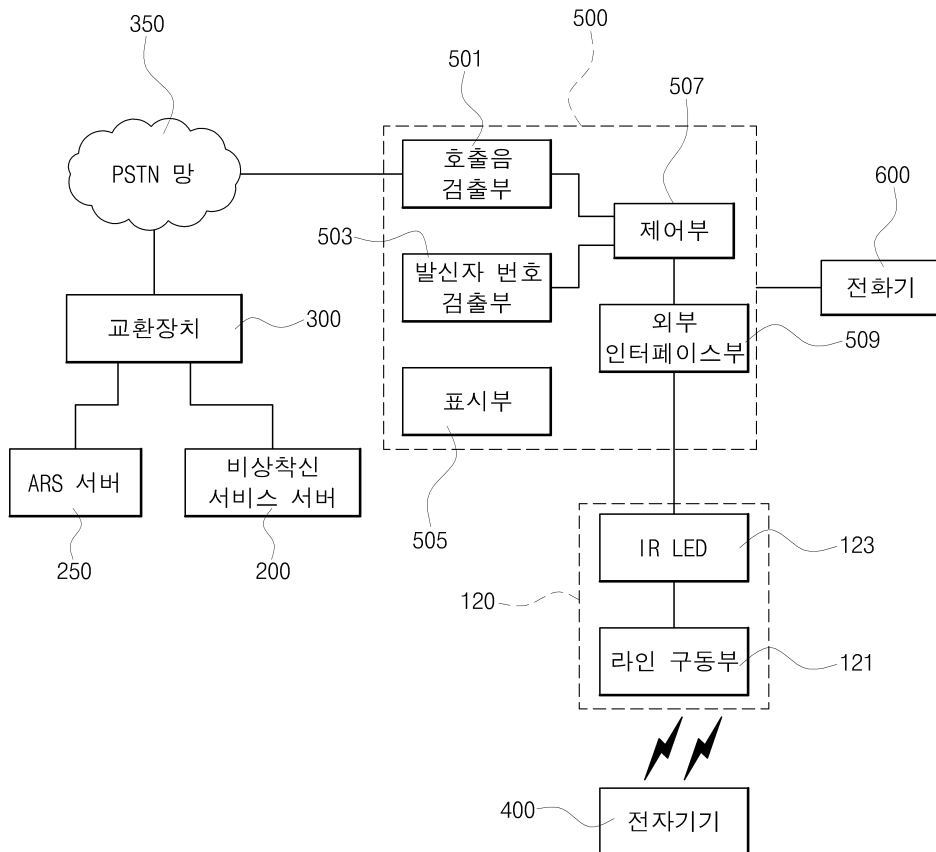 350
500
501
507
PSTN 망
호출음
검출부
600
503
제어부
발신자 번호
검출부
전화기
교환장치
300
외부
인터페이스부
509
표시부
ARS 서버
비상착신
서비스 서버
505
IR LED
123
250
200
120
라인 구동부
121
400
전자기기